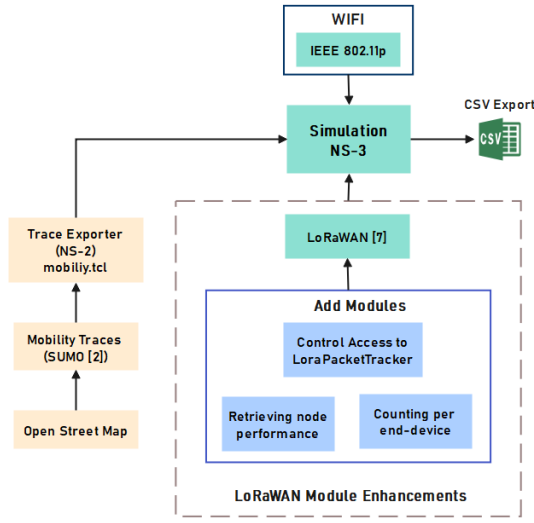 WIFI
IEEE 802.11p
CSV Export
Simulation
NS-3
CSV
Trace Exporter
(NS-2)
mobiliy.tcl
LoRaWAN [7]
Add Modules
Control Access to
LoraPacketTracker
Mobility Traces
(SUMO [2])
Retrieving node
performance
Counting per
end-device
Open Street Map
LoRaWAN Module Enhancements